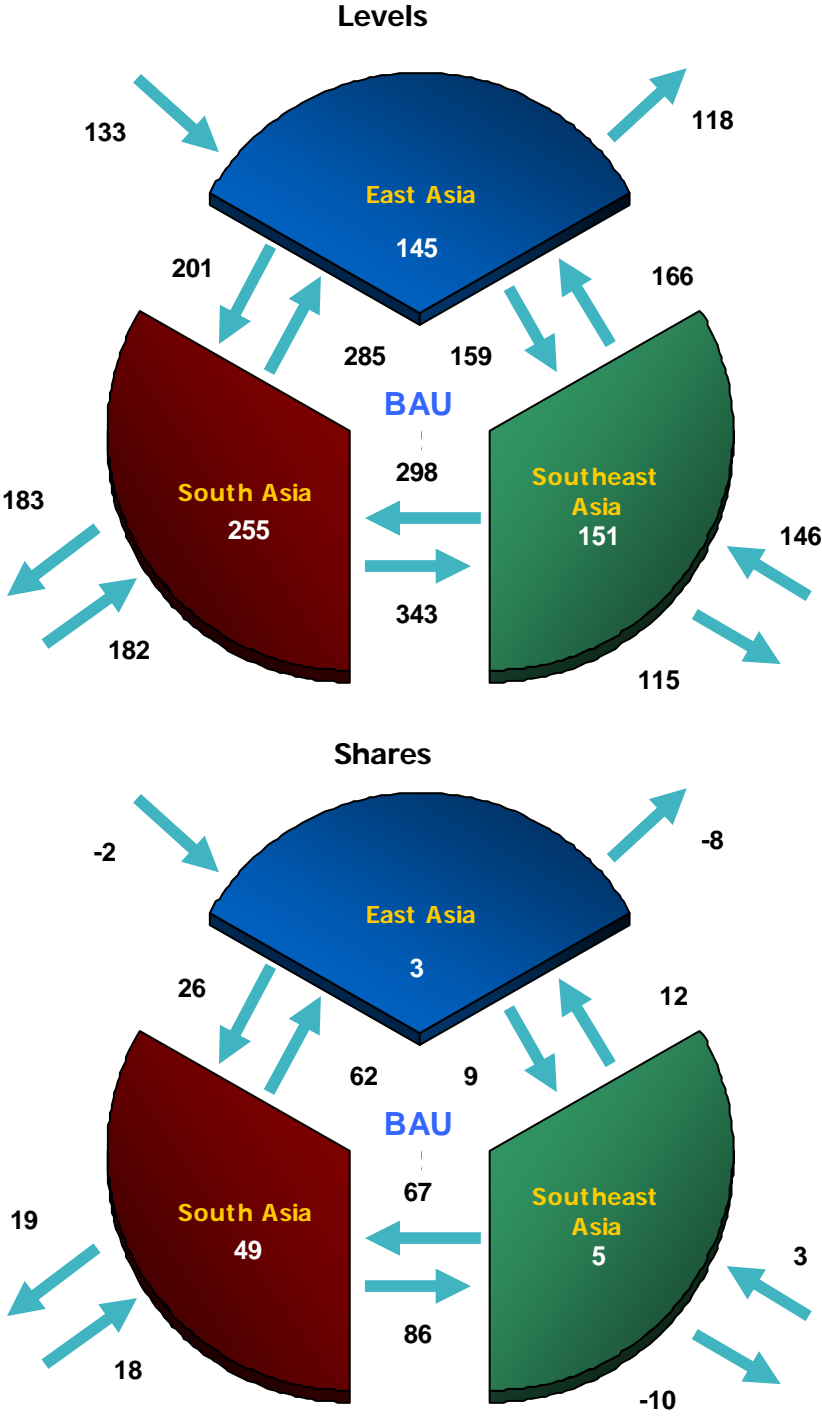 Levels
133
118
East Asia
145
201
166
285
159
BAU
298
South Asia
255
Southeast
Asia
151
183
146
343
182
115
Shares
-2
-8
East Asia
3
26
12
62
9
BAU
67
South Asia
49
Southeast
Asia
5
19
3
86
18
-10